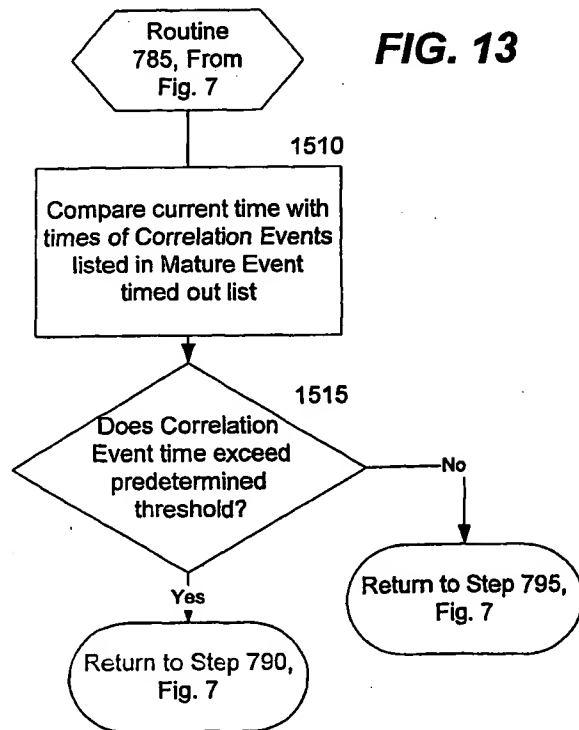 Routine
785, From
Fig. 7
FIG. 13
1510
Compare current time with
times of Correlation Events
listed in Mature Event
timed out list
1515
Does Correlation
Event time exceed
predetermined
threshold?
No
Return to Step 795,
Fig. 7
Yes
Return to Step 790,
Fig. 7